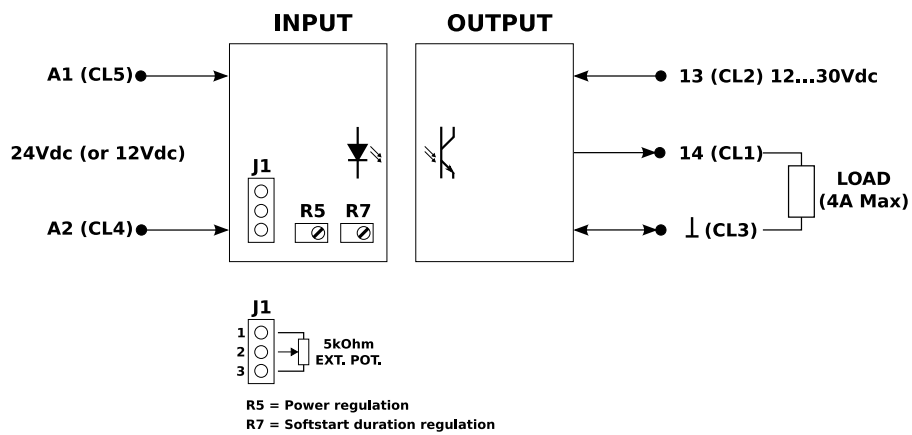 INPUT OUTPUT
A1 (CL5) 13 (CL2) 12...30Vdc
24Vdc (or 12Vdc) 14 (CL1)
J1 LOAD
(4A Max)
R5 R7
A2 (CL4) ⊥ (CL3)
J1
1
2 5kOhm
EXT. POT.
3
R5 = Power regulation
R7 = Softstart duration regulation